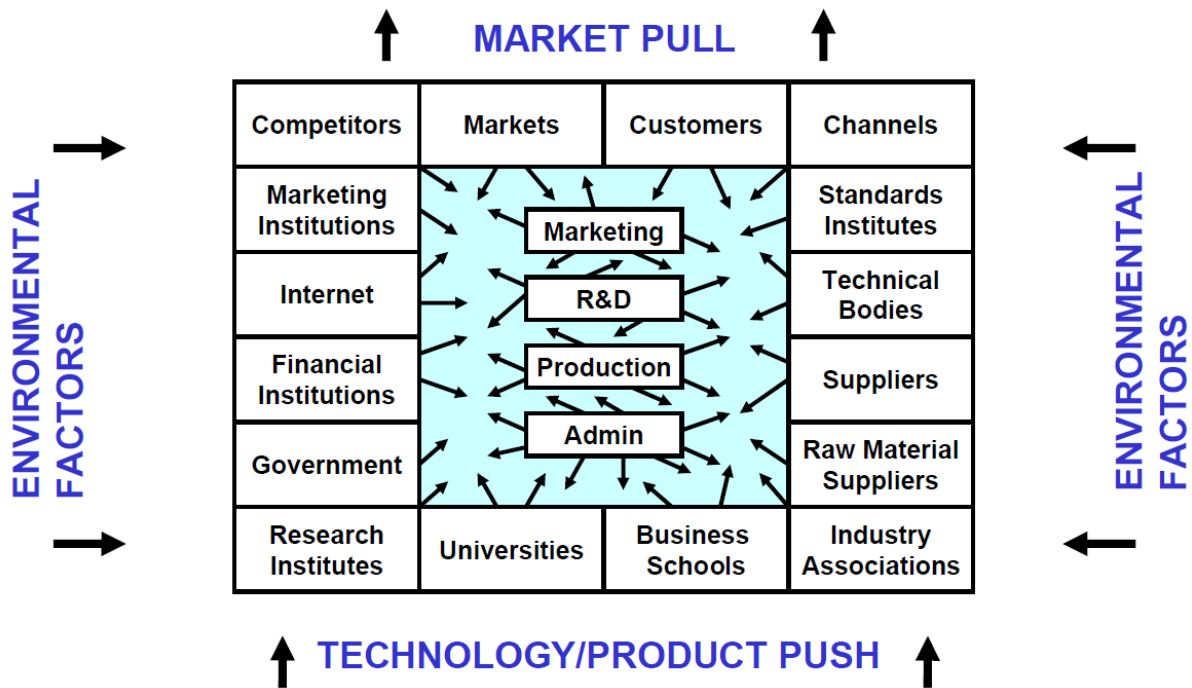 MARKET PULL
Competitors
Markets
Customers
Channels
ENVIRONMENTAL
FACTORS
Marketing
Institutions
Internet
Financial
Institutions
Government
Marketing
R&D
Production
Admin
Standards
Institutes
Technical
Bodies
Suppliers
Raw Material
Suppliers
ENVIRONMENTAL
FACTORS
Research
Institutes
Universities
Business
Schools
Industry
Associations
TECHNOLOGY/PRODUCT PUSH